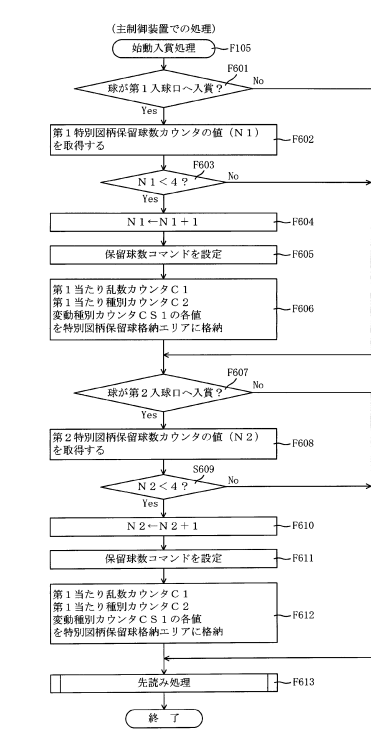 (主制御装置での処理)
始動入賞処理 F105
F601
球が第1入球口へ入賞? No
Yes
第1特別図柄保留球数カウンタの値(N1)
を取得する F602
F603
N1<4? No
Yes
N1←N1+1 F604
保留球数コマンドを設定 F605
第1当たり乱数カウンタC1
第1当たり種別カウンタC2
変動種別カウンタCS1の各値
を特別図柄保留球格納エリアに格納 F606
F607
球が第2入球口へ入賞? No
Yes
第2特別図柄保留球数カウンタの値(N2)
を取得する F608
S609
N2<4? No
Yes
N2←N2+1 F610
保留球数コマンドを設定 F611
第1当たり乱数カウンタC1
第1当たり種別カウンタC2
変動種別カウンタCS1の各値
を特別図柄保留球格納エリアに格納 F612
先読み処理 F613
終了